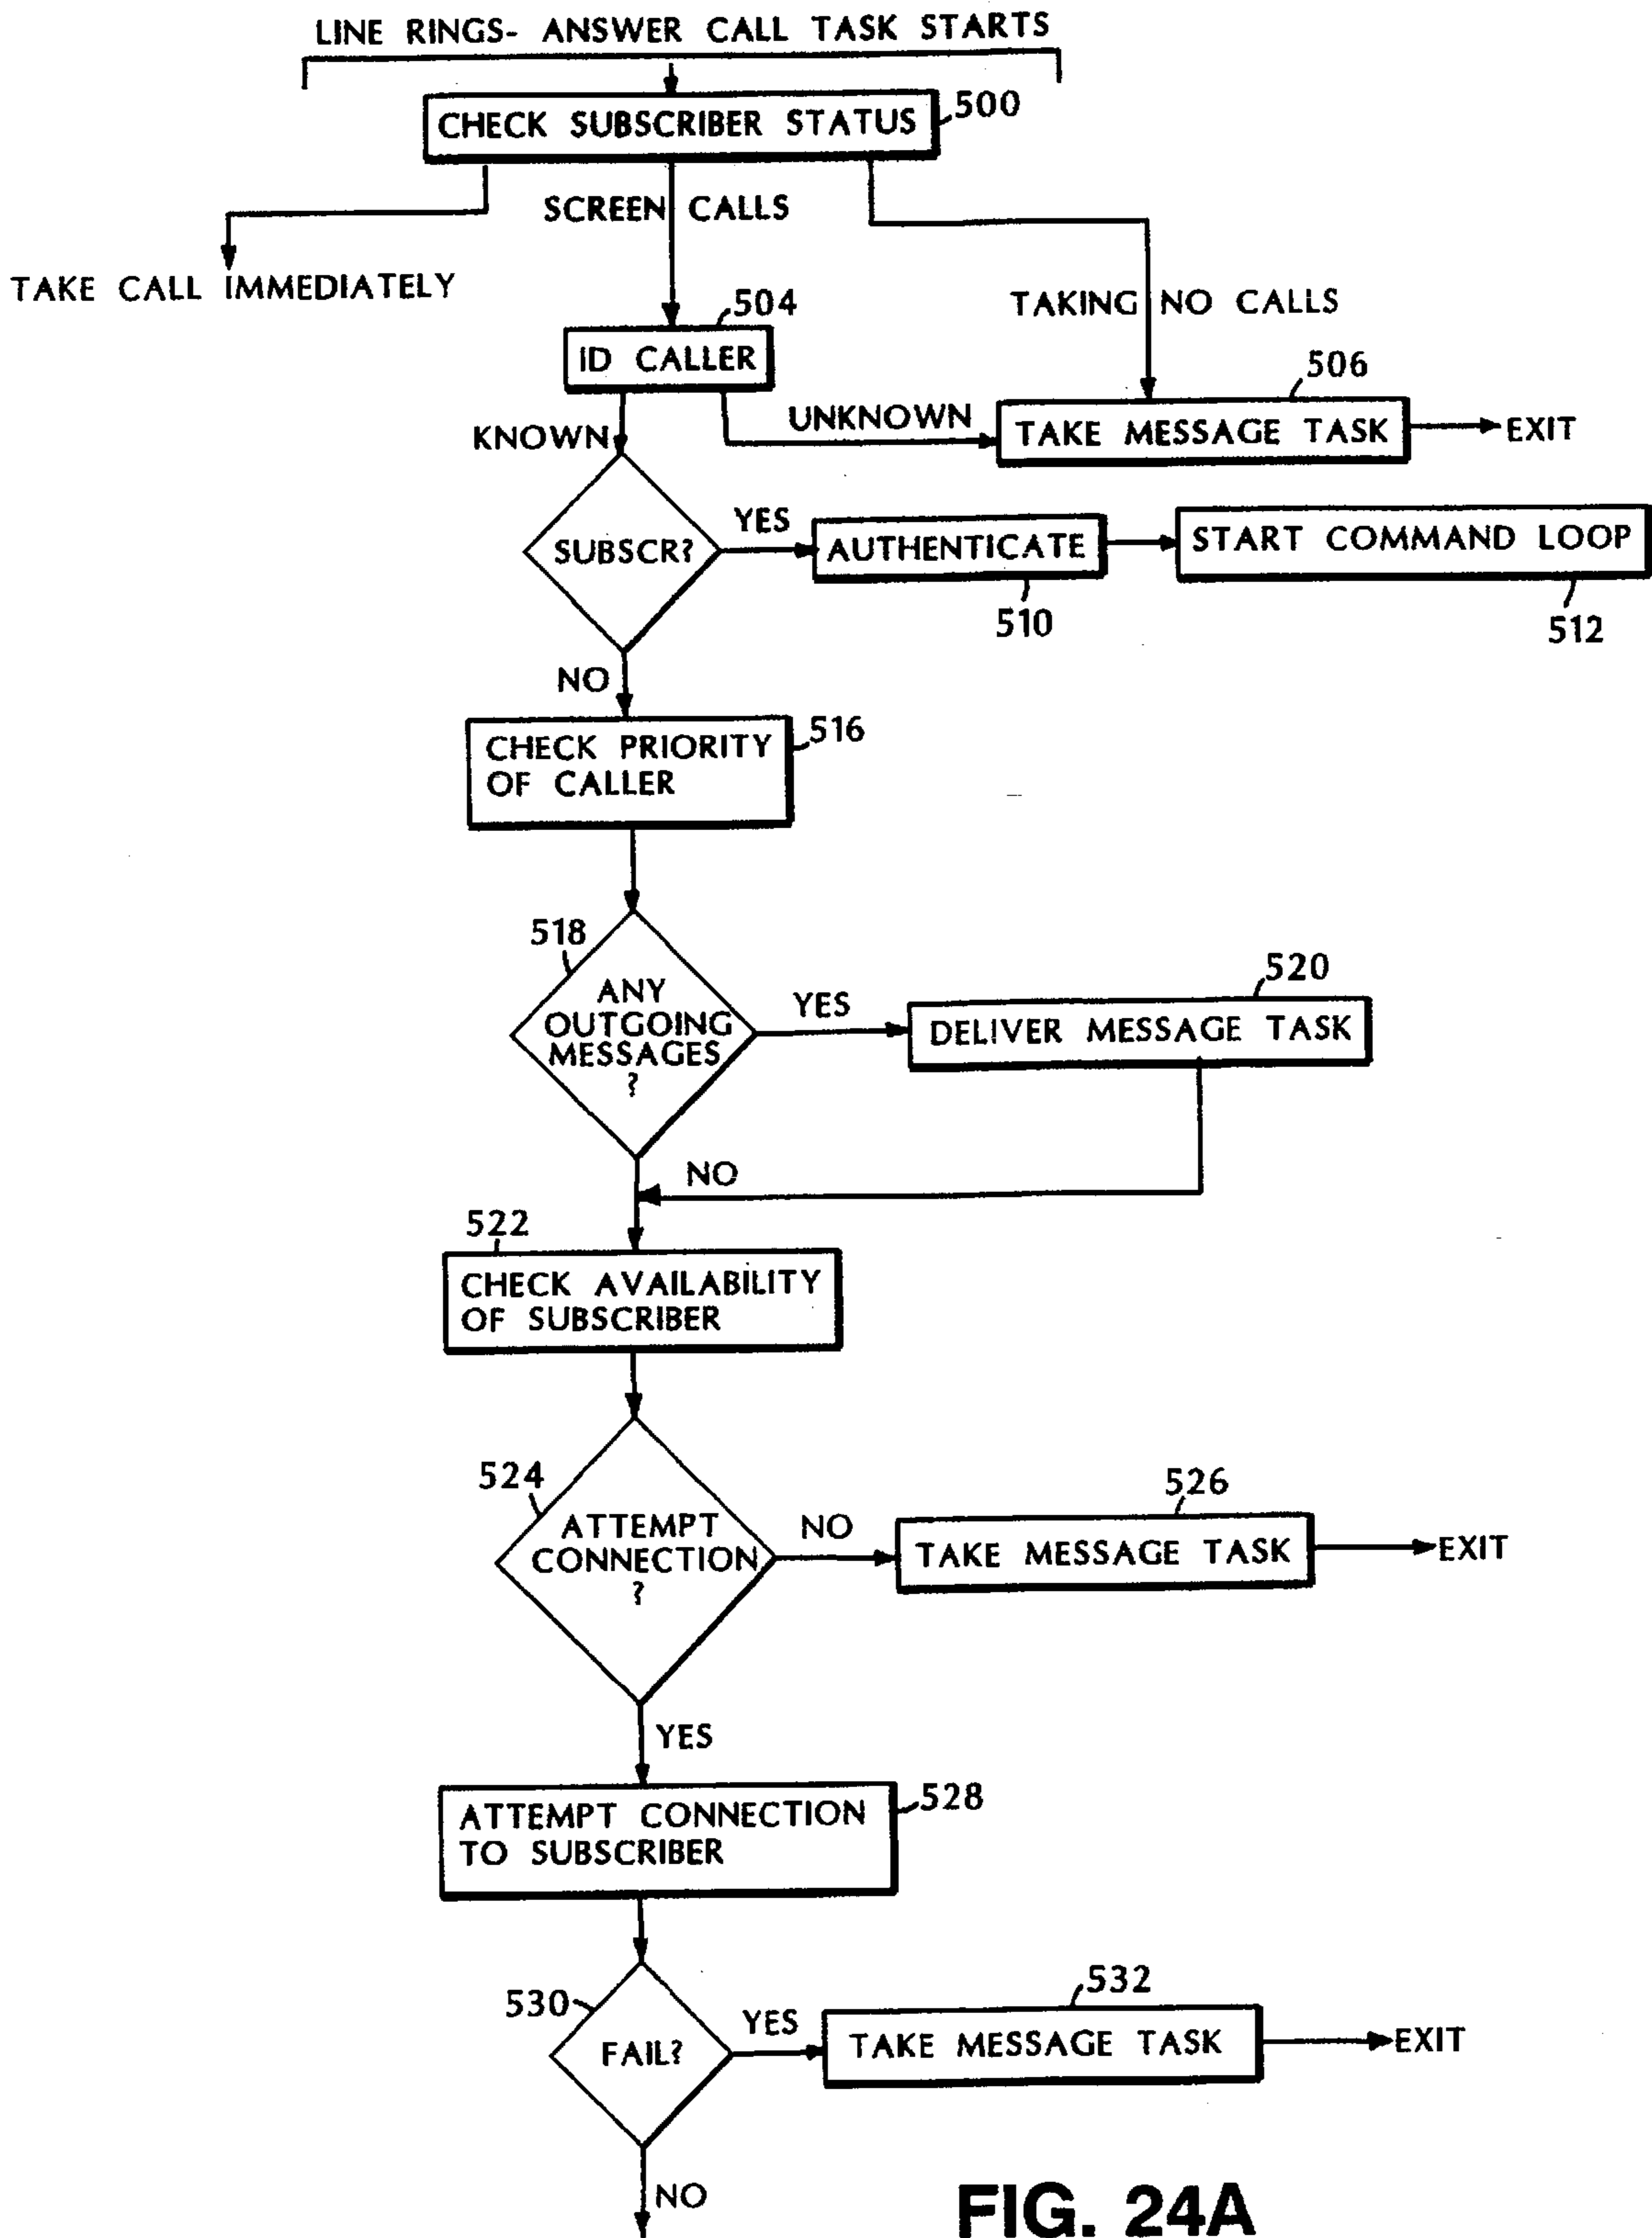 LINE RINGS- ANSWER CALL TASK STARTS
CHECK SUBSCRIBER STATUS
500
SCREEN CALLS
TAKE CALL IMMEDIATELY
TAKING NO CALLS
504
ID CALLER
506
UNKNOWN
TAKE MESSAGE TASK
EXIT
KNOWN
SUBSCR?
YES
AUTHENTICATE
START COMMAND LOOP
510
512
NO
516
CHECK PRIORITY
OF CALLER
518
ANY
OUTGOING
MESSAGES
?
YES
520
DELIVER MESSAGE TASK
NO
522
CHECK AVAILABILITY
OF SUBSCRIBER
524
ATTEMPT
CONNECTION
?
NO
526
TAKE MESSAGE TASK
EXIT
YES
528
ATTEMPT CONNECTION
TO SUBSCRIBER
530
FAIL?
YES
532
TAKE MESSAGE TASK
EXIT
NO
FIG. 24A